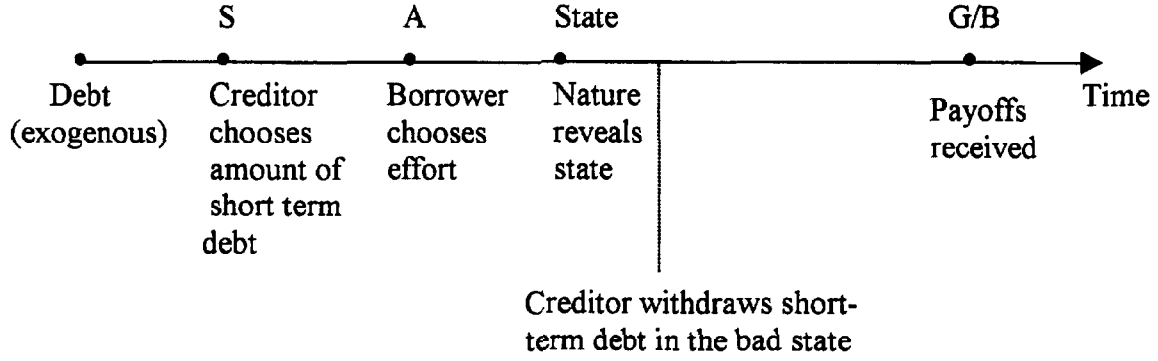 S
A
State
G/B
Debt
(exogenous)
Creditor
chooses
amount of
short term
debt
Borrower
chooses
effort
Nature
reveals
state
Payoffs
received
Time
Creditor withdraws short-
term debt in the bad state